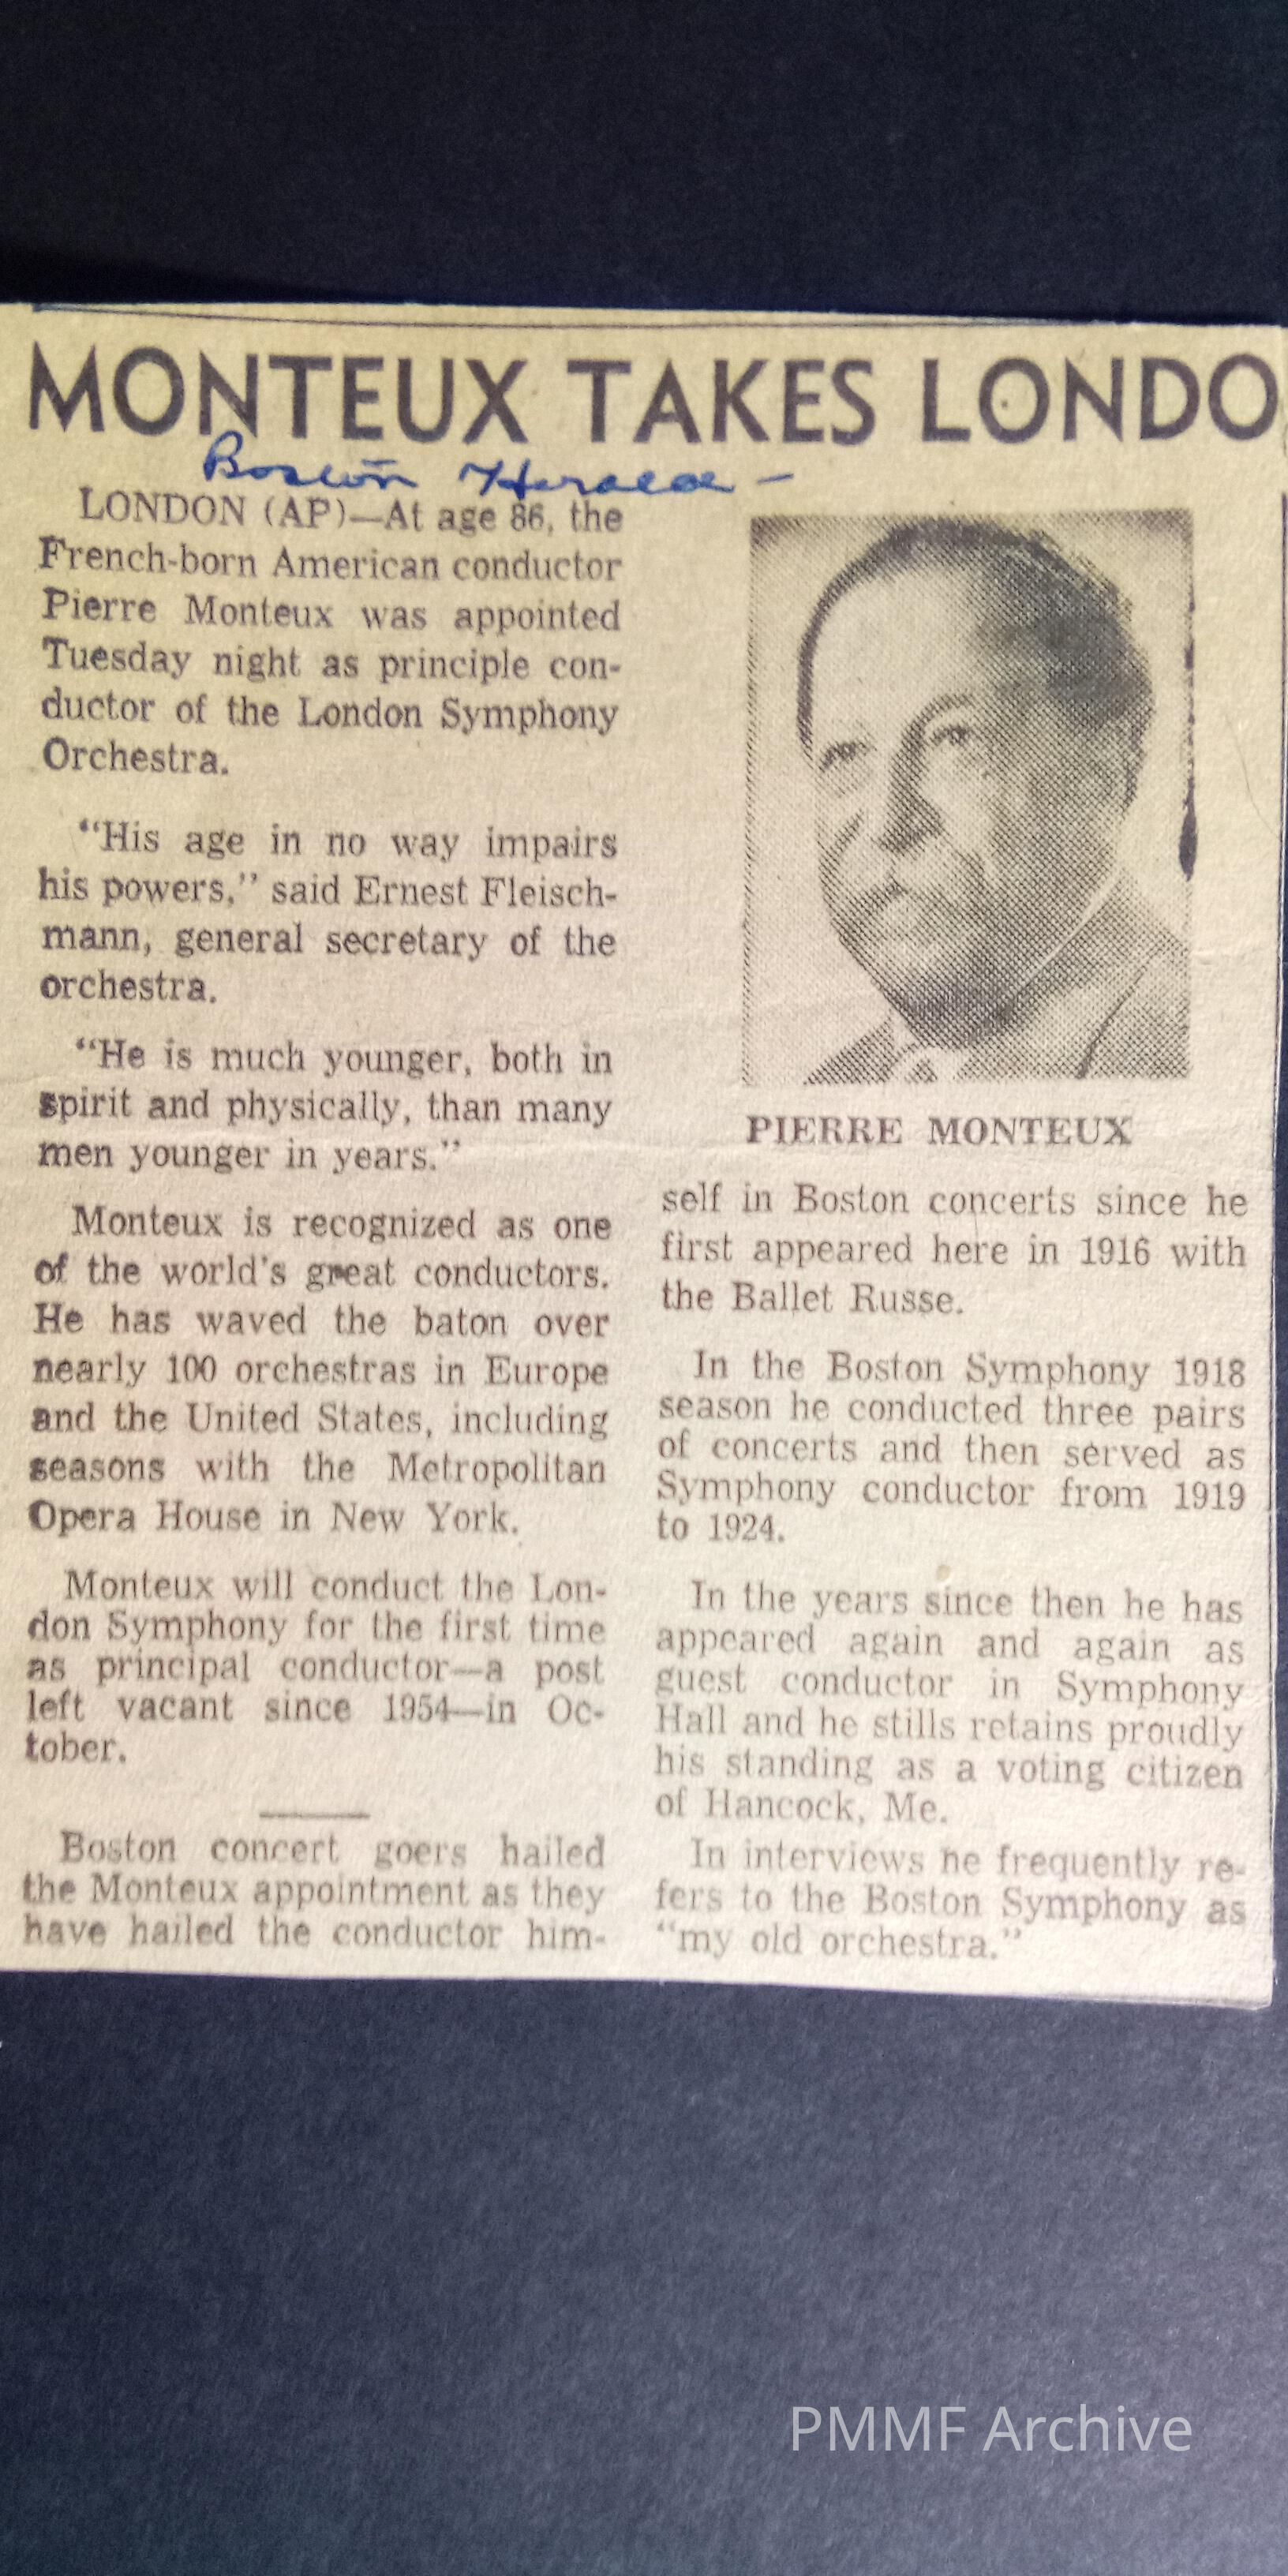 MONTEUX TAKES LONDO
Boston Herald -
LONDON (AP)—At age 86, the
French-born American conductor
Pierre Monteux was appointed
Tuesday night as principle con-
ductor of the London Symphony
Orchestra.
"His age in no way impairs
his powers," said Ernest Fleisch-
mann, general secretary of the
orchestra.
"He is much younger, both in
spirit and physically, than many
men younger in years."
Monteux is recognized as one
of the world's great conductors.
He has waved the baton over
nearly 100 orchestras in Europe
and the United States, including
seasons with the Metropolitan
Opera House in New York.
Monteux will conduct the Lon-
don Symphony for the first time
as principal conductor—a post
left vacant since 1954—in Oc-
tober.
Boston concert goers hailed
the Monteux appointment as they
have hailed the conductor him-
PIERRE MONTEUX
self in Boston concerts since he
first appeared here in 1916 with
the Ballet Russe.
In the Boston Symphony 1918
season he conducted three pairs
of concerts and then served as
Symphony conductor from 1919
to 1924.
In the years since then he has
appeared again and again as
guest conductor in Symphony
Hall and he stills retains proudly
his standing as a voting citizen
of Hancock, Me.
In interviews he frequently re-
fers to the Boston Symphony as
"my old orchestra."
PMMF Archive